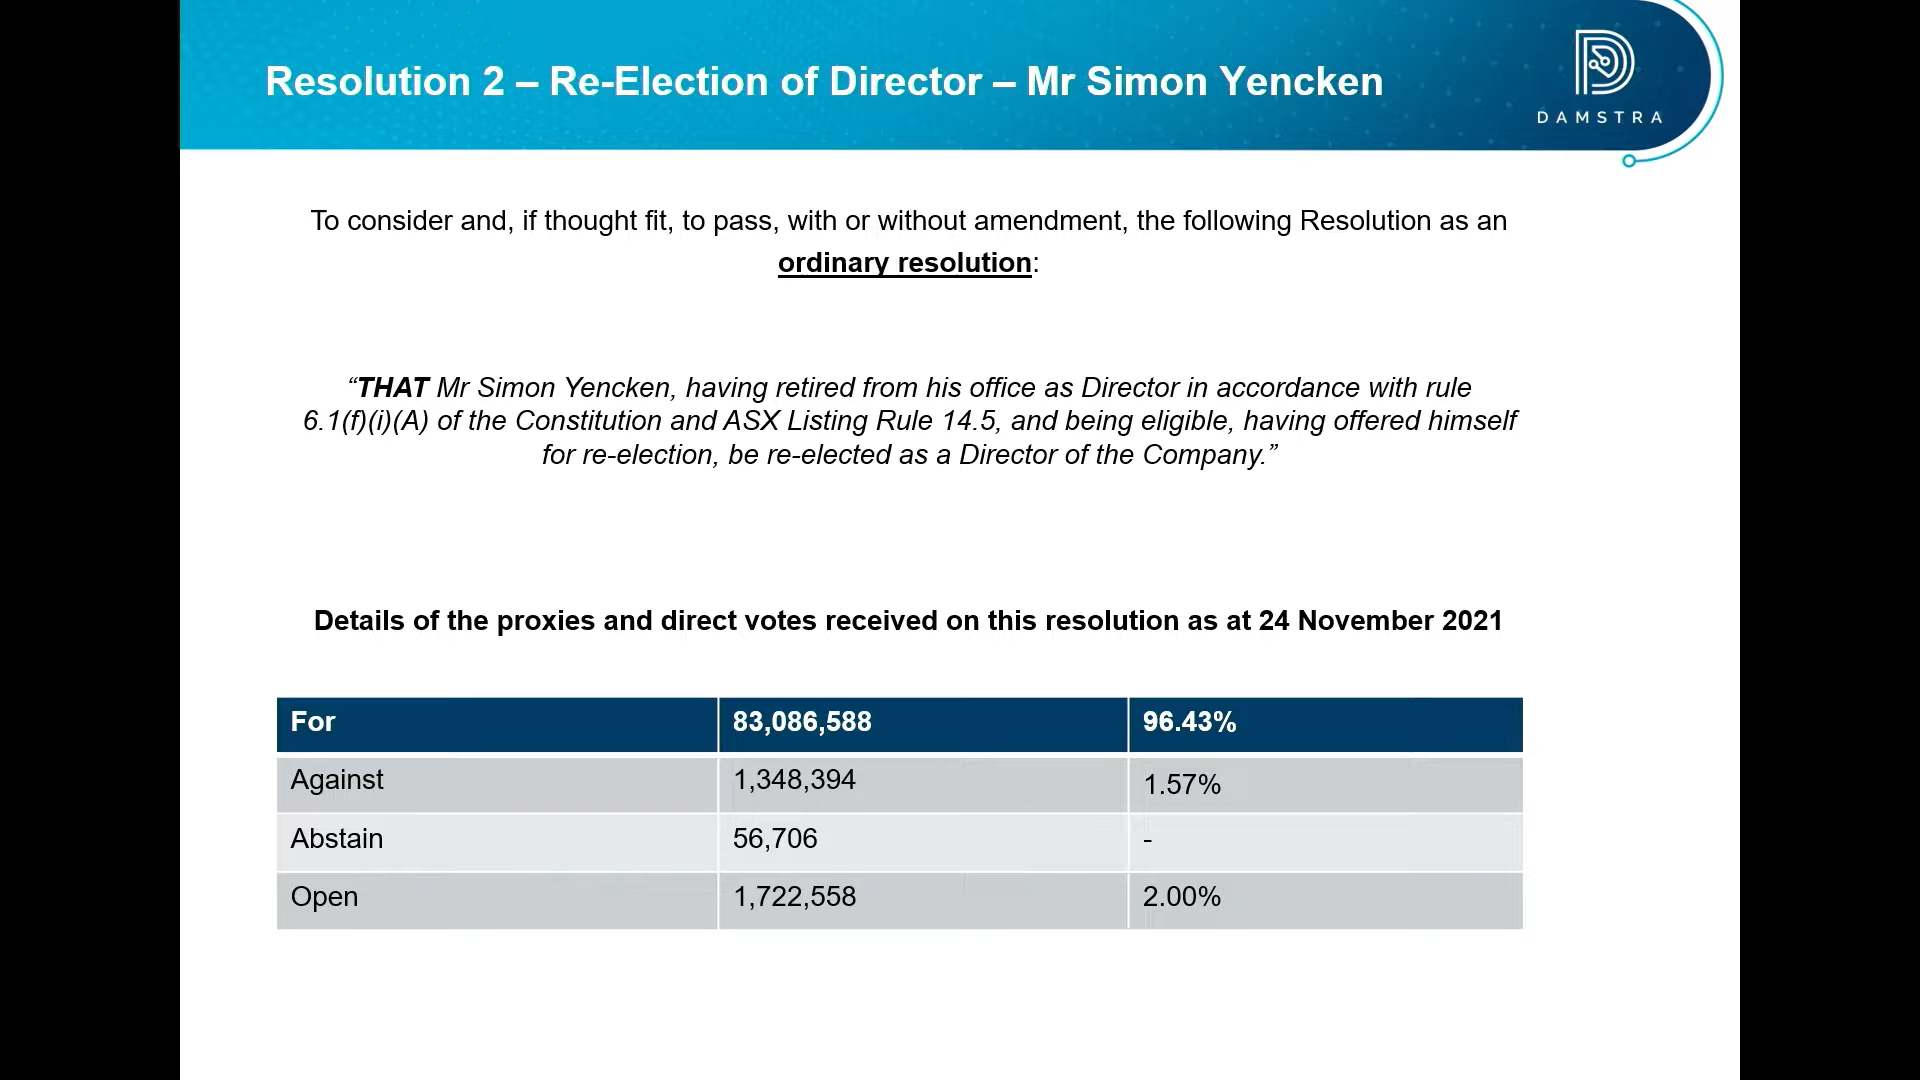 Resolution 2 – Re-Election of Director – Mr Simon Yencken
DAMSTRA
To consider and, if thought fit, to pass, with or without amendment, the following Resolution as an
ordinary resolution:
“THAT Mr Simon Yencken, having retired from his office as Director in accordance with rule
6.1(f)(i)(A) of the Constitution and ASX Listing Rule 14.5, and being eligible, having offered himself
for re-election, be re-elected as a Director of the Company.”
Details of the proxies and direct votes received on this resolution as at 24 November 2021
For 83,086,588 96.43%
Against 1,348,394 1.57%
Abstain 56,706 -
Open 1,722,558 2.00%